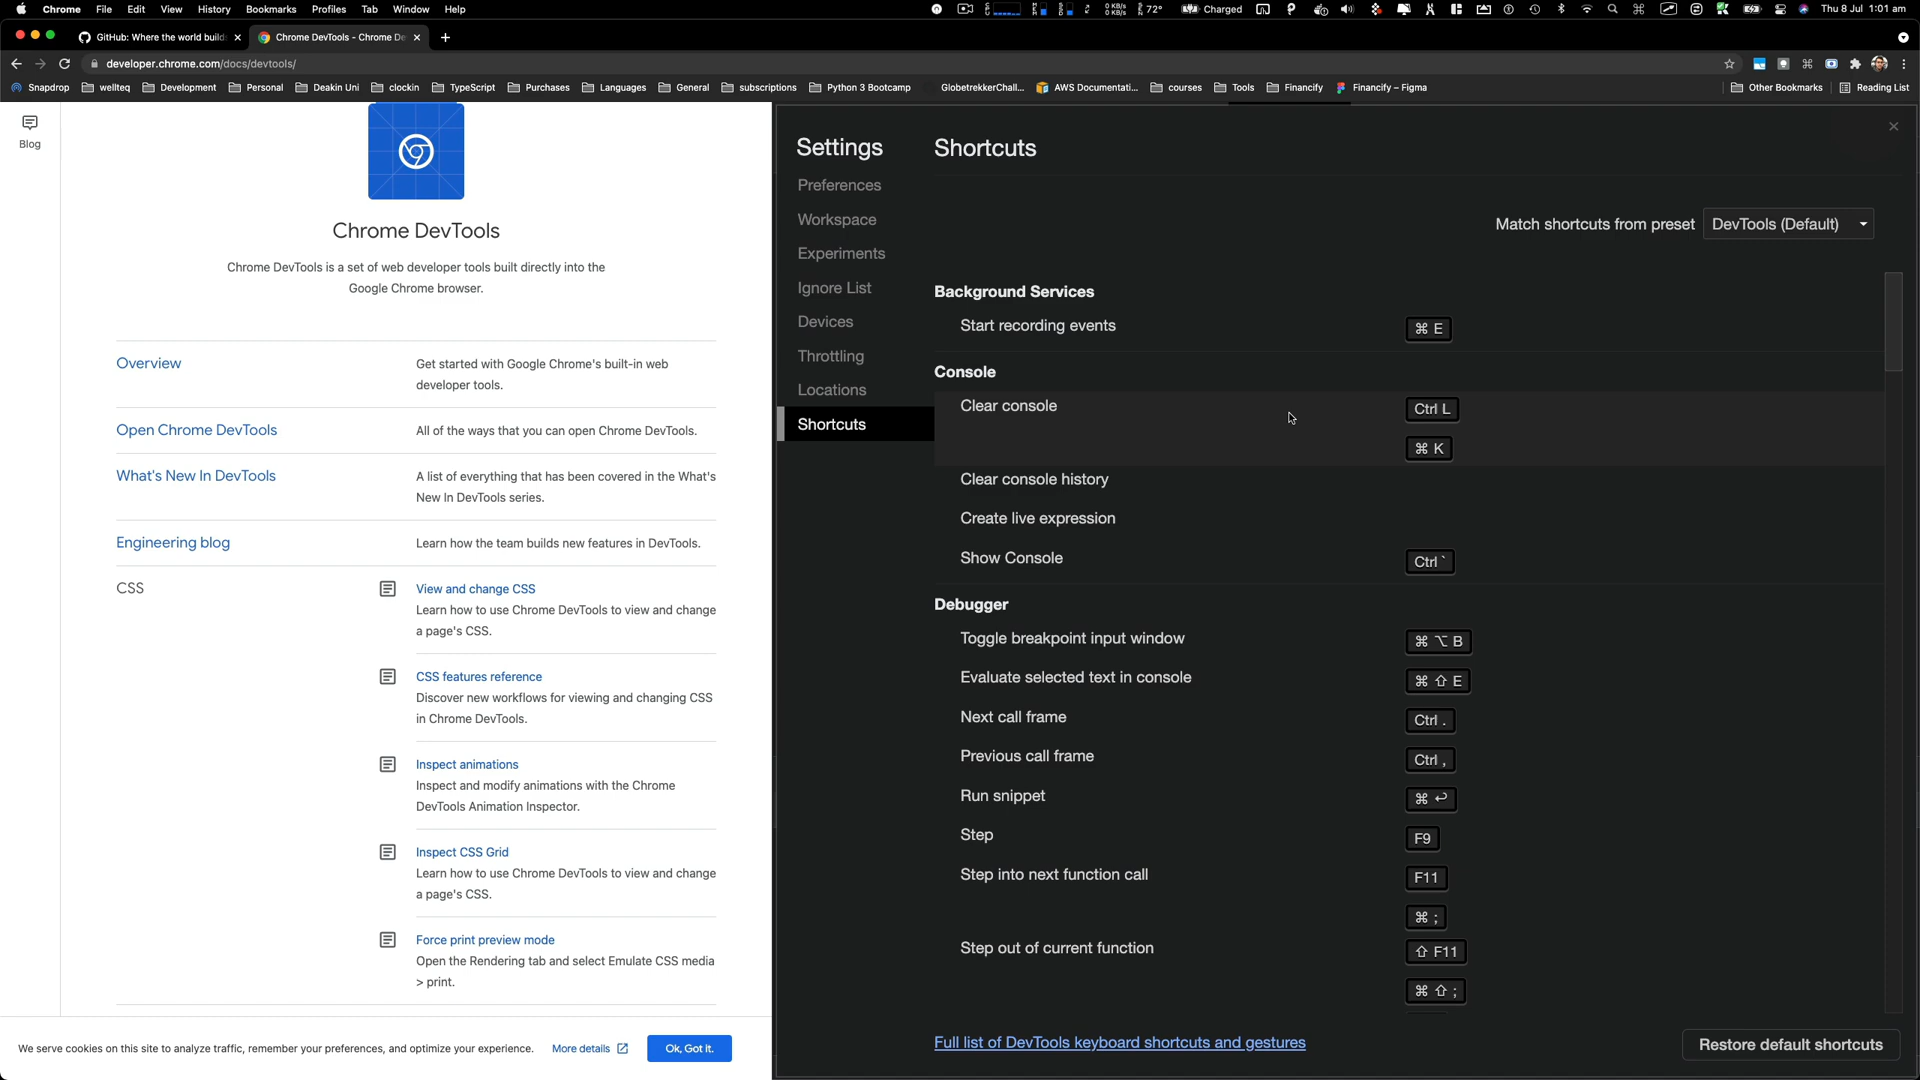 Chrome File Edit View History Bookmarks Profiles Tab Window Help
0 KB/s
0 KB/s
72° Charged Thu 8 Jul 1:01 am
GitHub: Where the world build
Chrome DevTools - Chrome De
developer.chrome.com/docs/devtools/
Snapdrop wellteq Development Personal Deakin Uni clockin TypeScript Purchases Languages General subscriptions Python 3 Bootcamp GlobetrekkerChall... AWS Documentati... courses Tools Financify Financify – Figma Other Bookmarks Reading List
Blog
Chrome DevTools
Chrome DevTools is a set of web developer tools built directly into the
Google Chrome browser.
Overview
Get started with Google Chrome's built-in web
developer tools.
Open Chrome DevTools
All of the ways that you can open Chrome DevTools.
What's New In DevTools
A list of everything that has been covered in the What's
New In DevTools series.
Engineering blog
Learn how the team builds new features in DevTools.
CSS
View and change CSS
Learn how to use Chrome DevTools to view and change
a page's CSS.
CSS features reference
Discover new workflows for viewing and changing CSS
in Chrome DevTools.
Inspect animations
Inspect and modify animations with the Chrome
DevTools Animation Inspector.
Inspect CSS Grid
Learn how to use Chrome DevTools to view and change
a page's CSS.
Force print preview mode
Open the Rendering tab and select Emulate CSS media
> print.
We serve cookies on this site to analyze traffic, remember your preferences, and optimize your experience. More details Ok, Got it.
Settings
Preferences
Workspace
Experiments
Ignore List
Devices
Throttling
Locations
Shortcuts
Shortcuts
Match shortcuts from preset DevTools (Default)
Background Services
Start recording events ⌘ E
Console
Clear console Ctrl L
⌘ K
Clear console history
Create live expression
Show Console Ctrl `
Debugger
Toggle breakpoint input window ⌘ ⌥ B
Evaluate selected text in console ⌘ ⇧ E
Next call frame Ctrl .
Previous call frame Ctrl ,
Run snippet ⌘ ↩
Step F9
Step into next function call F11
⌘ ;
Step out of current function ⇧ F11
⌘ ⇧ ;
Full list of DevTools keyboard shortcuts and gestures
Restore default shortcuts